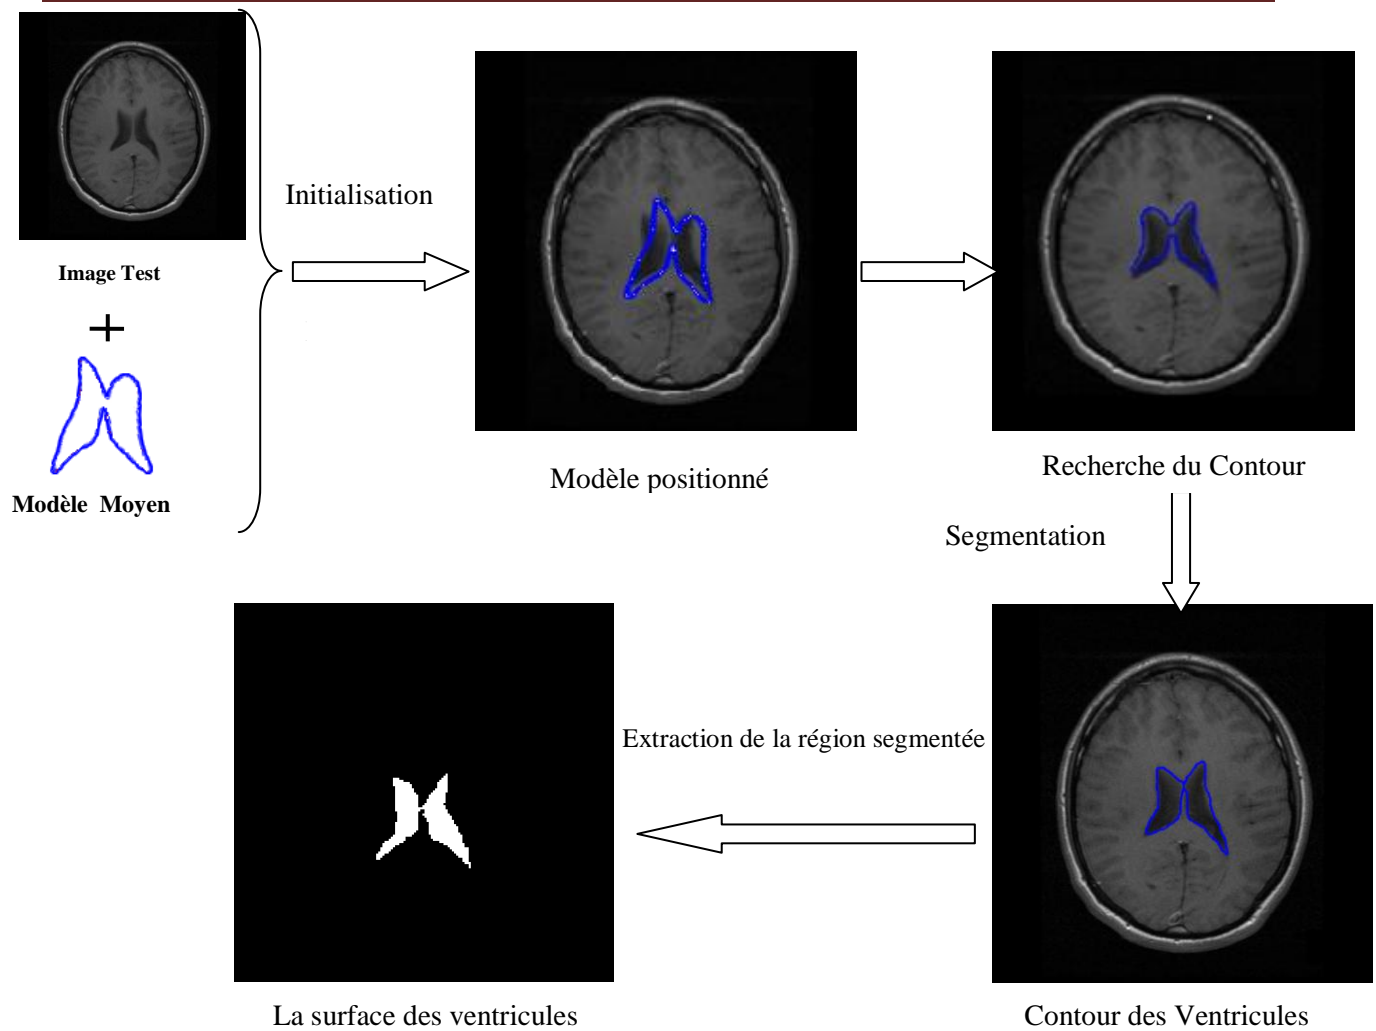 Initialisation
Image Test
+
Modèle Moyen
Modèle positionné
Recherche du Contour
Segmentation
Extraction de la région segmentée
La surface des ventricules
Contour des Ventricules